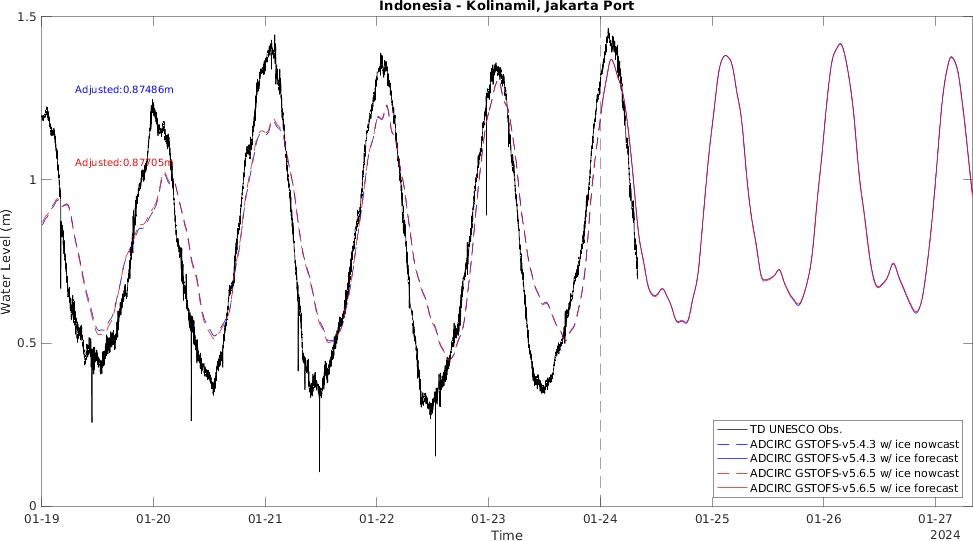 Indonesia - Kolinamil, Jakarta Port
1.5
Adjusted:0.87486m
Adjusted:0.87705m
1
Water Level (m)
0.5
0
TD UNESCO Obs.
ADCIRC GSTOFS-v5.4.3 w/ ice nowcast
ADCIRC GSTOFS-v5.4.3 w/ ice forecast
ADCIRC GSTOFS-v5.6.5 w/ ice nowcast
ADCIRC GSTOFS-v5.6.5 w/ ice forecast
01-19 01-20 01-21 01-22 01-23 01-24 01-25 01-26 01-27
Time
2024